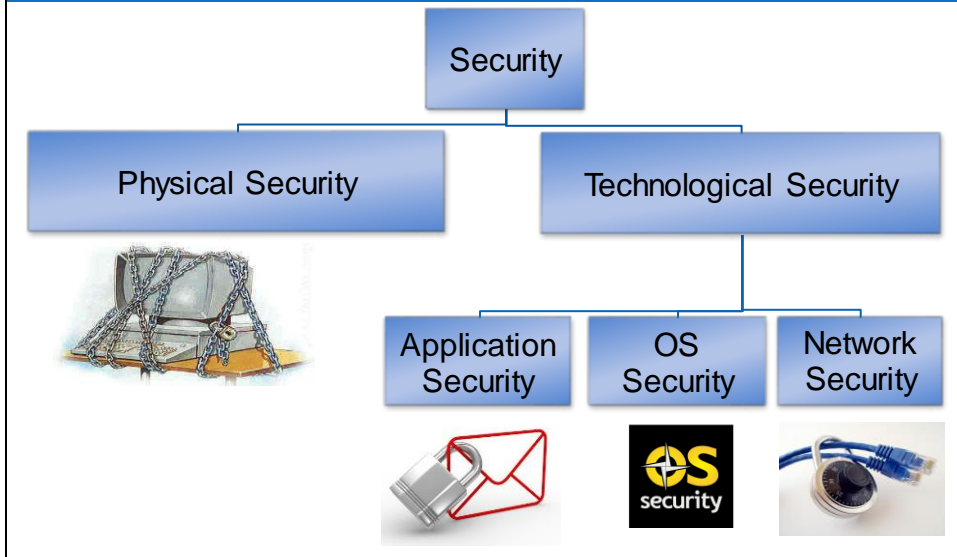 Security
Physical Security
Technological Security
Application
Security
OS
Security
Network
Security
OS
security